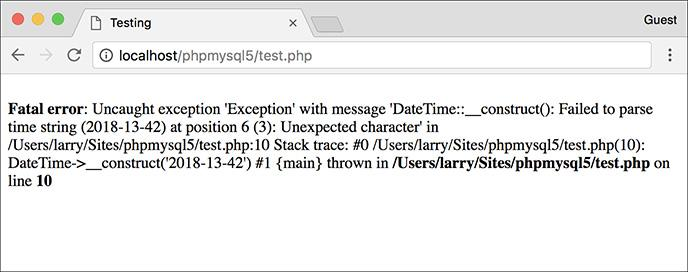 Testing
Guest
localhost/phpmysql5/test.php
Fatal error: Uncaught exception 'Exception' with message 'DateTime::__construct(): Failed to parse
time string (2018-13-42) at position 6 (3): Unexpected character' in
/Users/larry/Sites/phpmysql5/test.php:10 Stack trace: #0 /Users/larry/Sites/phpmysql5/test.php(10):
DateTime->__construct('2018-13-42') #1 {main} thrown in /Users/larry/Sites/phpmysql5/test.php on
line 10